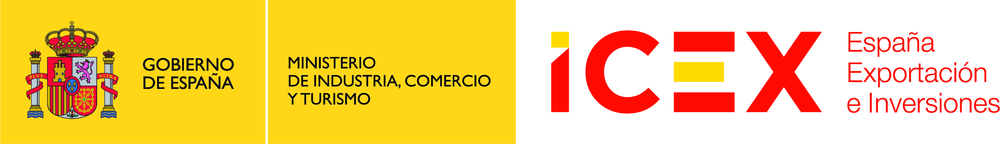 PLVS VLTRA
GOBIERNO
DE ESPAÑA
MINISTERIO
DE INDUSTRIA, COMERCIO
Y TURISMO
iCEX
España
Exportación
e Inversiones